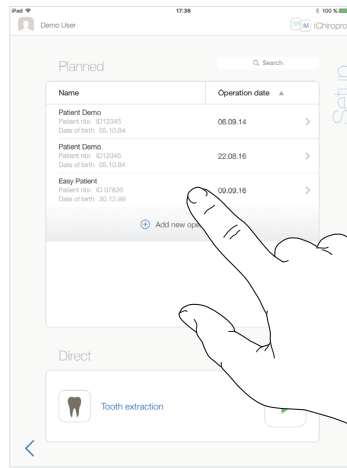 iPad
17:36
100 %
Demo User
iChiropro
Setup
Planned
Search
Name
Operation date
Patient Demo
Patient nbr. ID12345
Date of birth 05.10.84
06.09.14
Patient Demo
Patient nbr. ID12345
Date of birth 05.10.84
22.08.16
Easy Patient
Patient nbr. ID 07826
Date of birth 30.12.99
09.09.16
Add new ope
Direct
Tooth extraction